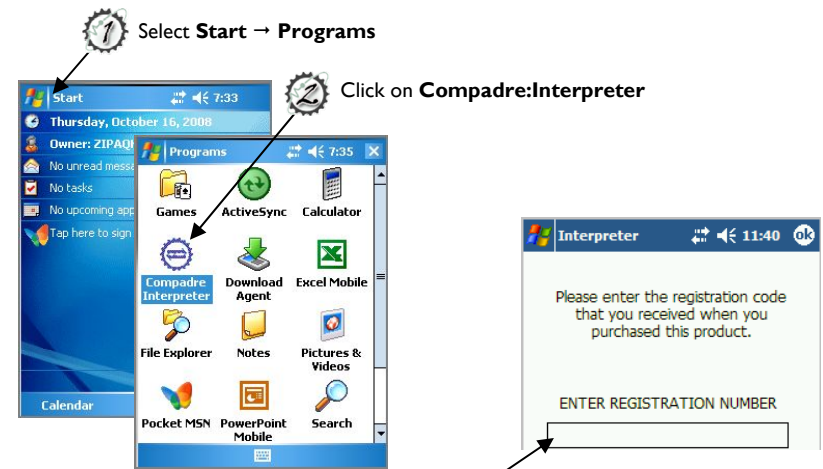 1 Select Start → Programs
2 Click on Compadre:Interpreter
Start 7:33
Thursday, October 16, 2008
Owner: ZIPAQ
No unread mess
No tasks
No upcoming app
Tap here to sign
Calendar
Programs 7:35
Games ActiveSync Calculator
Compadre Interpreter Download Agent Excel Mobile
File Explorer Notes Pictures & Videos
Pocket MSN PowerPoint Mobile Search
Interpreter 11:40 ok
Please enter the registration code
that you received when you
purchased this product.
ENTER REGISTRATION NUMBER